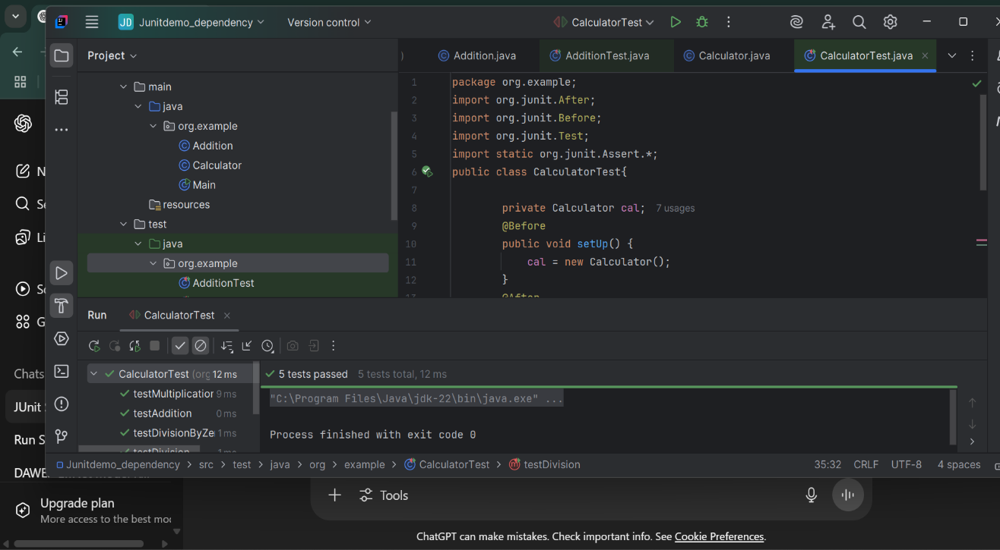 JD Junitdemo_dependency Version control CalculatorTest
Project
main
java
org.example
Addition
Calculator
Main
resources
test
java
org.example
AdditionTest
Addition.java AdditionTest.java Calculator.java CalculatorTest.java
1 package org.example;
2 import org.junit.After;
3 import org.junit.Before;
4 import org.junit.Test;
5 import static org.junit.Assert.*;
6 public class CalculatorTest{
7
8 private Calculator cal; 7 usages
9 @Before
10 public void setUp() {
11 cal = new Calculator();
12 }
13 @After
Run CalculatorTest
CalculatorTest (org 12 ms
testMultiplication 9 ms
testAddition 0 ms
testDivisionByZe 1 ms
testDivision 1 ms
5 tests passed 5 tests total, 12 ms
"C:\Program Files\Java\jdk-22\bin\java.exe" ...
Process finished with exit code 0
Junitdemo_dependency > src > test > java > org > example > CalculatorTest > testDivision 35:32 CRLF UTF-8 4 spaces
N
Se
Li
So
G
Chats
JUnit
Run S
DAWE
Upgrade plan
More access to the best mod
Tools
ChatGPT can make mistakes. Check important info. See Cookie Preferences.